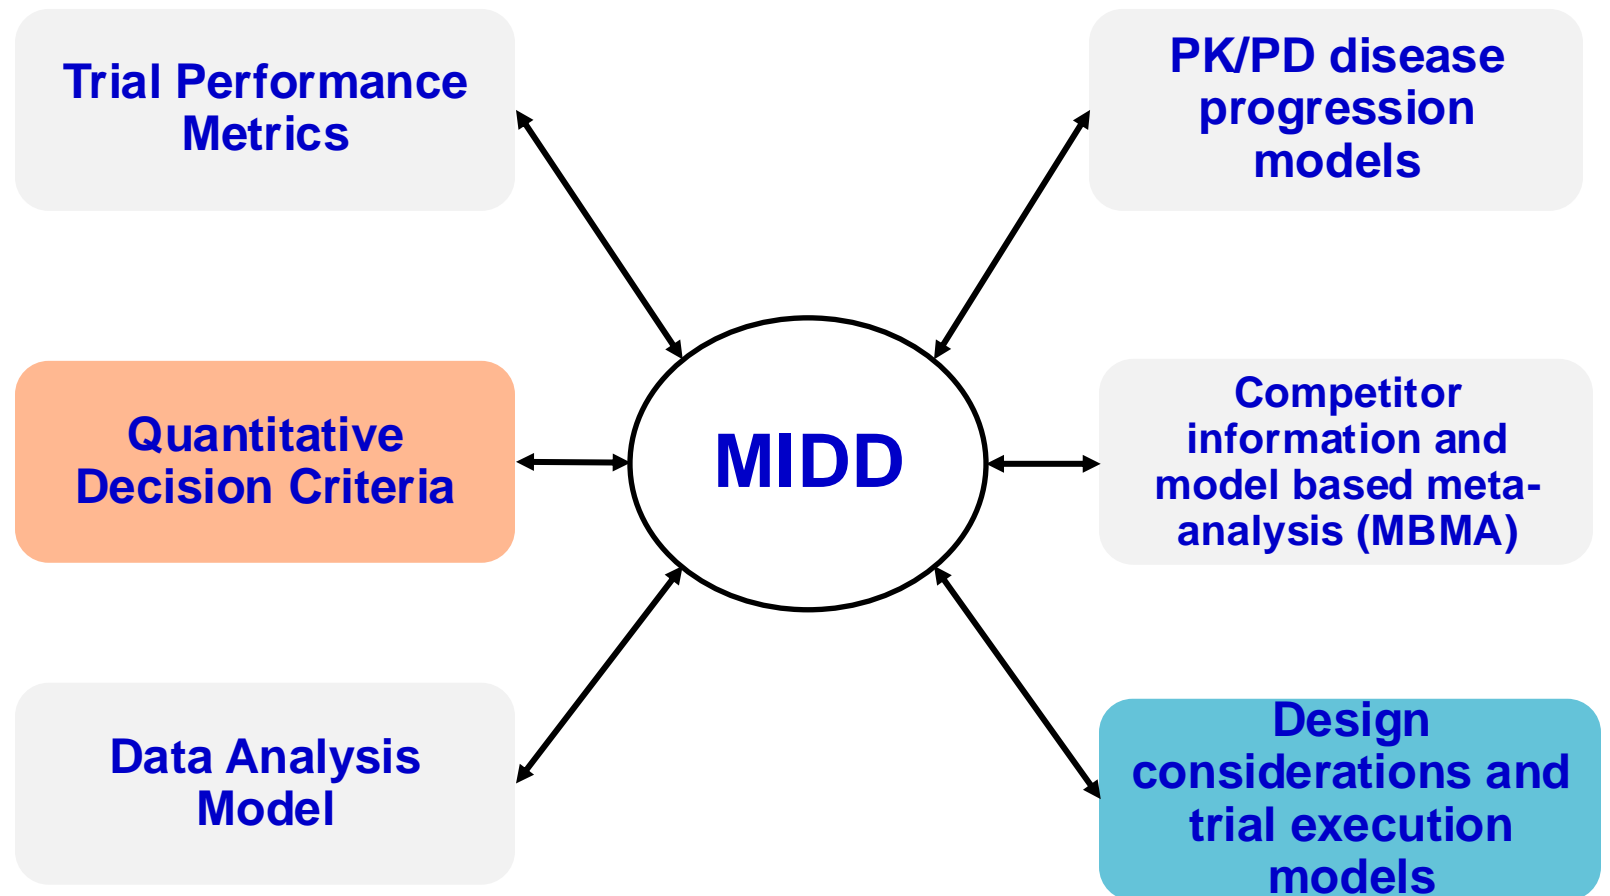 Trial Performance
Metrics
PK/PD disease
progression
models
Quantitative
Decision Criteria
MIDD
Competitor
information and
model based meta-
analysis (MBMA)
Data Analysis
Model
Design
considerations and
trial execution
models